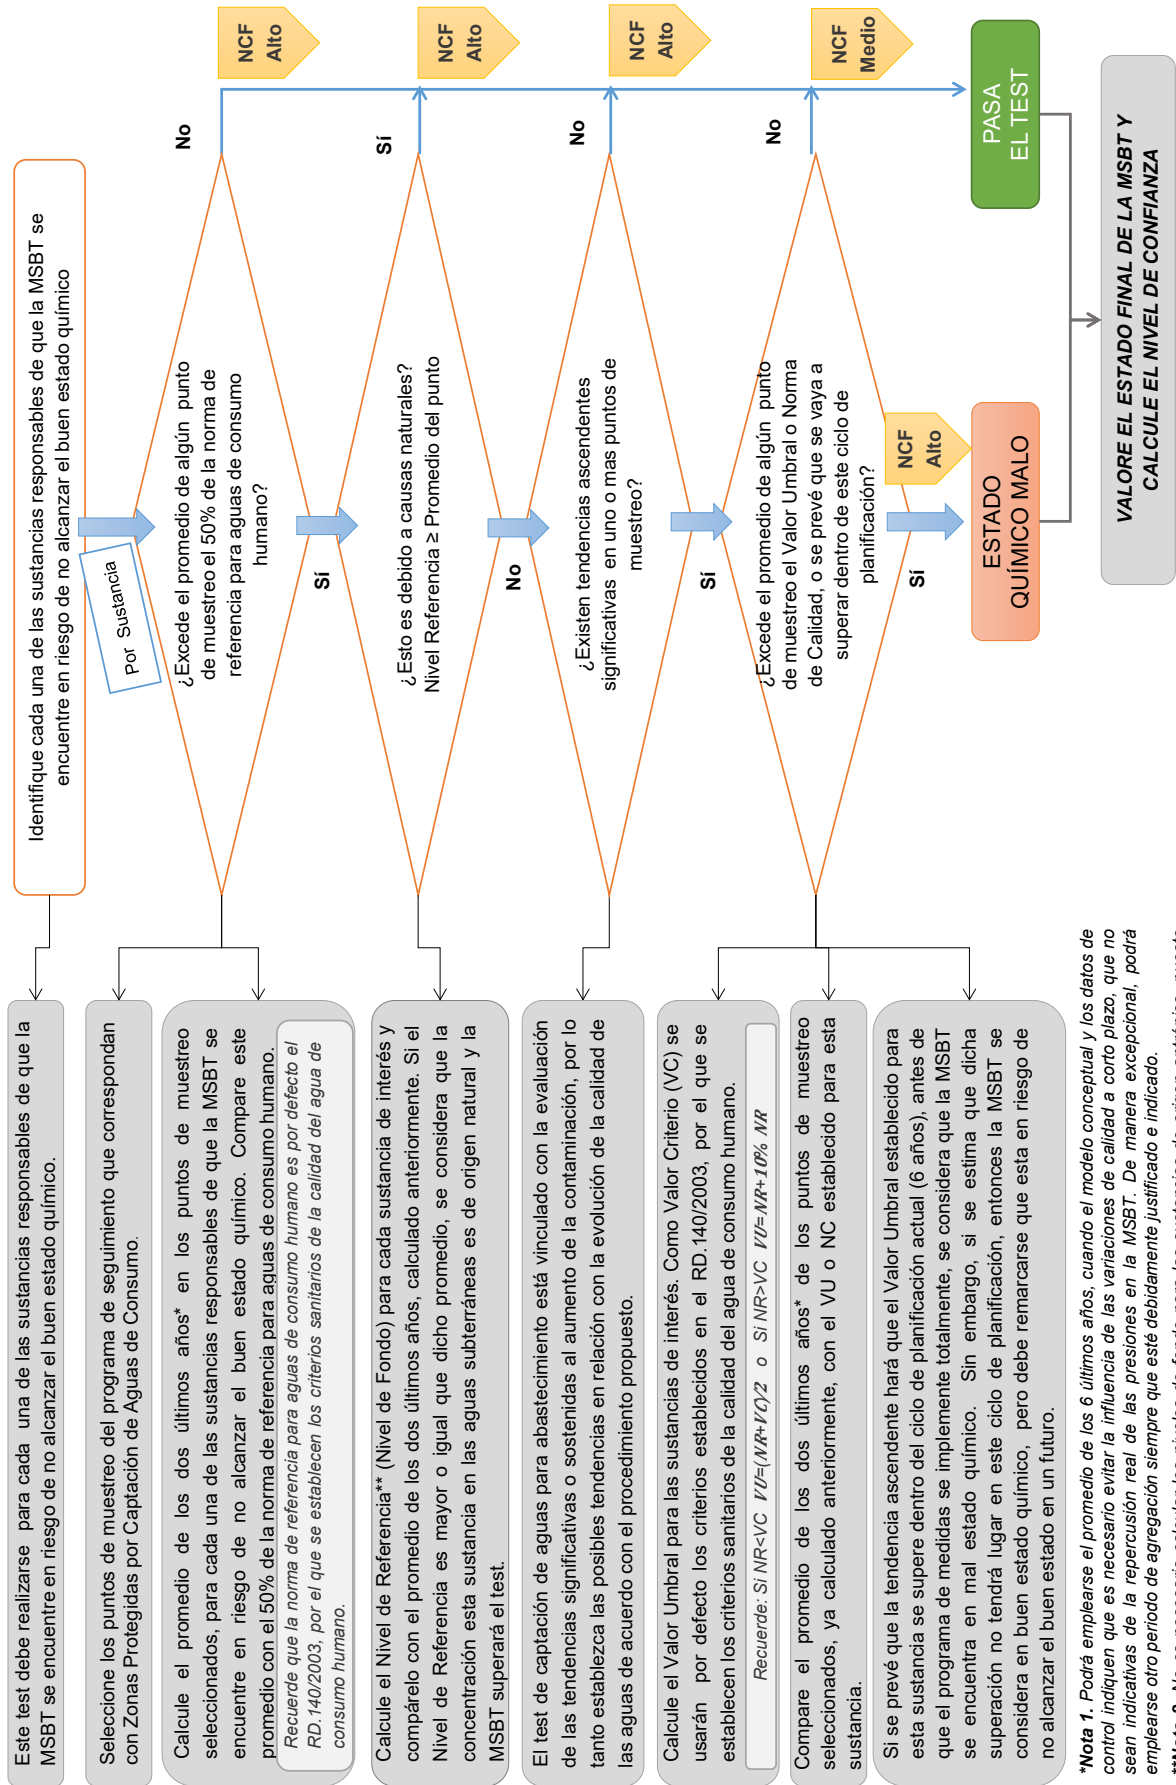 Identifique cada una de las sustancias responsables de que la MSBT se
encuentre en riesgo de no alcanzar el buen estado químico
Por Sustancia
¿Excede el promedio de algún punto
de muestreo el 50% de la norma de
referencia para aguas de consumo
humano?
No
NCF
Alto
Sí
¿Esto es debido a causas naturales?
Nivel Referencia ≥ Promedio del punto
Sí
NCF
Alto
No
¿Existen tendencias ascendentes
significativas en uno o mas puntos de
muestreo?
No
NCF
Alto
Sí
¿Excede el promedio de algún punto
de muestreo el Valor Umbral o Norma
de Calidad, o se prevé que se vaya a
superar dentro de este ciclo de
planificación?
No
NCF
Medio
Sí
NCF
Alto
ESTADO
QUÍMICO MALO
PASA
EL TEST
VALORE EL ESTADO FINAL DE LA MSBT Y
CALCULE EL NIVEL DE CONFIANZA
Este test debe realizarse para cada una de las sustancias responsables de que la
MSBT se encuentre en riesgo de no alcanzar el buen estado químico.
Seleccione los puntos de muestreo del programa de seguimiento que correspondan
con Zonas Protegidas por Captación de Aguas de Consumo.
Calcule el promedio de los dos últimos años* en los puntos de muestreo
seleccionados, para cada una de las sustancias responsables de que la MSBT se
encuentre en riesgo de no alcanzar el buen estado químico. Compare este
promedio con el 50% de la norma de referencia para aguas de consumo humano.
Recuerde que la norma de referencia para aguas de consumo humano es por defecto el
RD.140/2003, por el que se establecen los criterios sanitarios de la calidad del agua de
consumo humano.
Calcule el Nivel de Referencia** (Nivel de Fondo) para cada sustancia de interés y
compárelo con el promedio de los dos últimos años, calculado anteriormente. Si el
Nivel de Referencia es mayor o igual que dicho promedio, se considera que la
concentración esta sustancia en las aguas subterráneas es de origen natural y la
MSBT superará el test.
El test de captación de aguas para abastecimiento está vinculado con la evaluación
de las tendencias significativas o sostenidas al aumento de la contaminación, por lo
tanto establezca las posibles tendencias en relación con la evolución de la calidad de
las aguas de acuerdo con el procedimiento propuesto.
Calcule el Valor Umbral para las sustancias de interés. Como Valor Criterio (VC) se
usarán por defecto los criterios establecidos en el RD.140/2003, por el que se
establecen los criterios sanitarios de la calidad del agua de consumo humano.
Recuerde: Si NR<VC VU=(NR+VC)/2 o Si NR>VC VU=NR+10% NR
Compare el promedio de los dos últimos años* de los puntos de muestreo
seleccionados, ya calculado anteriormente, con el VU o NC establecido para esta
sustancia.
Si se prevé que la tendencia ascendente hará que el Valor Umbral establecido para
esta sustancia se supere dentro del ciclo de planificación actual (6 años), antes de
que el programa de medidas se implemente totalmente, se considera que la MSBT
se encuentra en mal estado químico. Sin embargo, si se estima que dicha
superación no tendrá lugar en este ciclo de planificación, entonces la MSBT se
considera en buen estado químico, pero debe remarcarse que esta en riesgo de
no alcanzar el buen estado en un futuro.
*Nota 1. Podrá emplearse el promedio de los 6 últimos años, cuando el modelo conceptual y los datos de
control indiquen que es necesario evitar la influencia de las variaciones de calidad a corto plazo, que no
sean indicativas de la repercusión real de las presiones en la MSBT. De manera excepcional, podrá
emplearse otro periodo de agregación siempre que esté debidamente justificado e indicado.